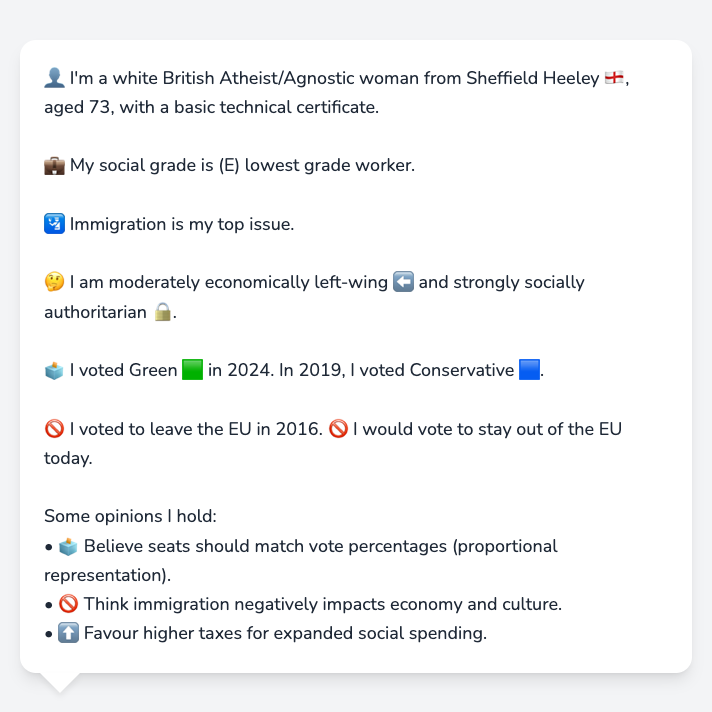 👤 I'm a white British Atheist/Agnostic woman from Sheffield Heeley 🏴󠁧󠁢󠁥󠁮󠁧󠁿,
aged 73, with a basic technical certificate.
💼 My social grade is (E) lowest grade worker.
🛂 Immigration is my top issue.
🤔 I am moderately economically left-wing ⬅️ and strongly socially
authoritarian 🔒.
🗳️ I voted Green 🟩 in 2024. In 2019, I voted Conservative 🟦.
🚫 I voted to leave the EU in 2016. 🚫 I would vote to stay out of the EU
today.
Some opinions I hold:
• 🗳️ Believe seats should match vote percentages (proportional
representation).
• 🚫 Think immigration negatively impacts economy and culture.
• ⬆️ Favour higher taxes for expanded social spending.